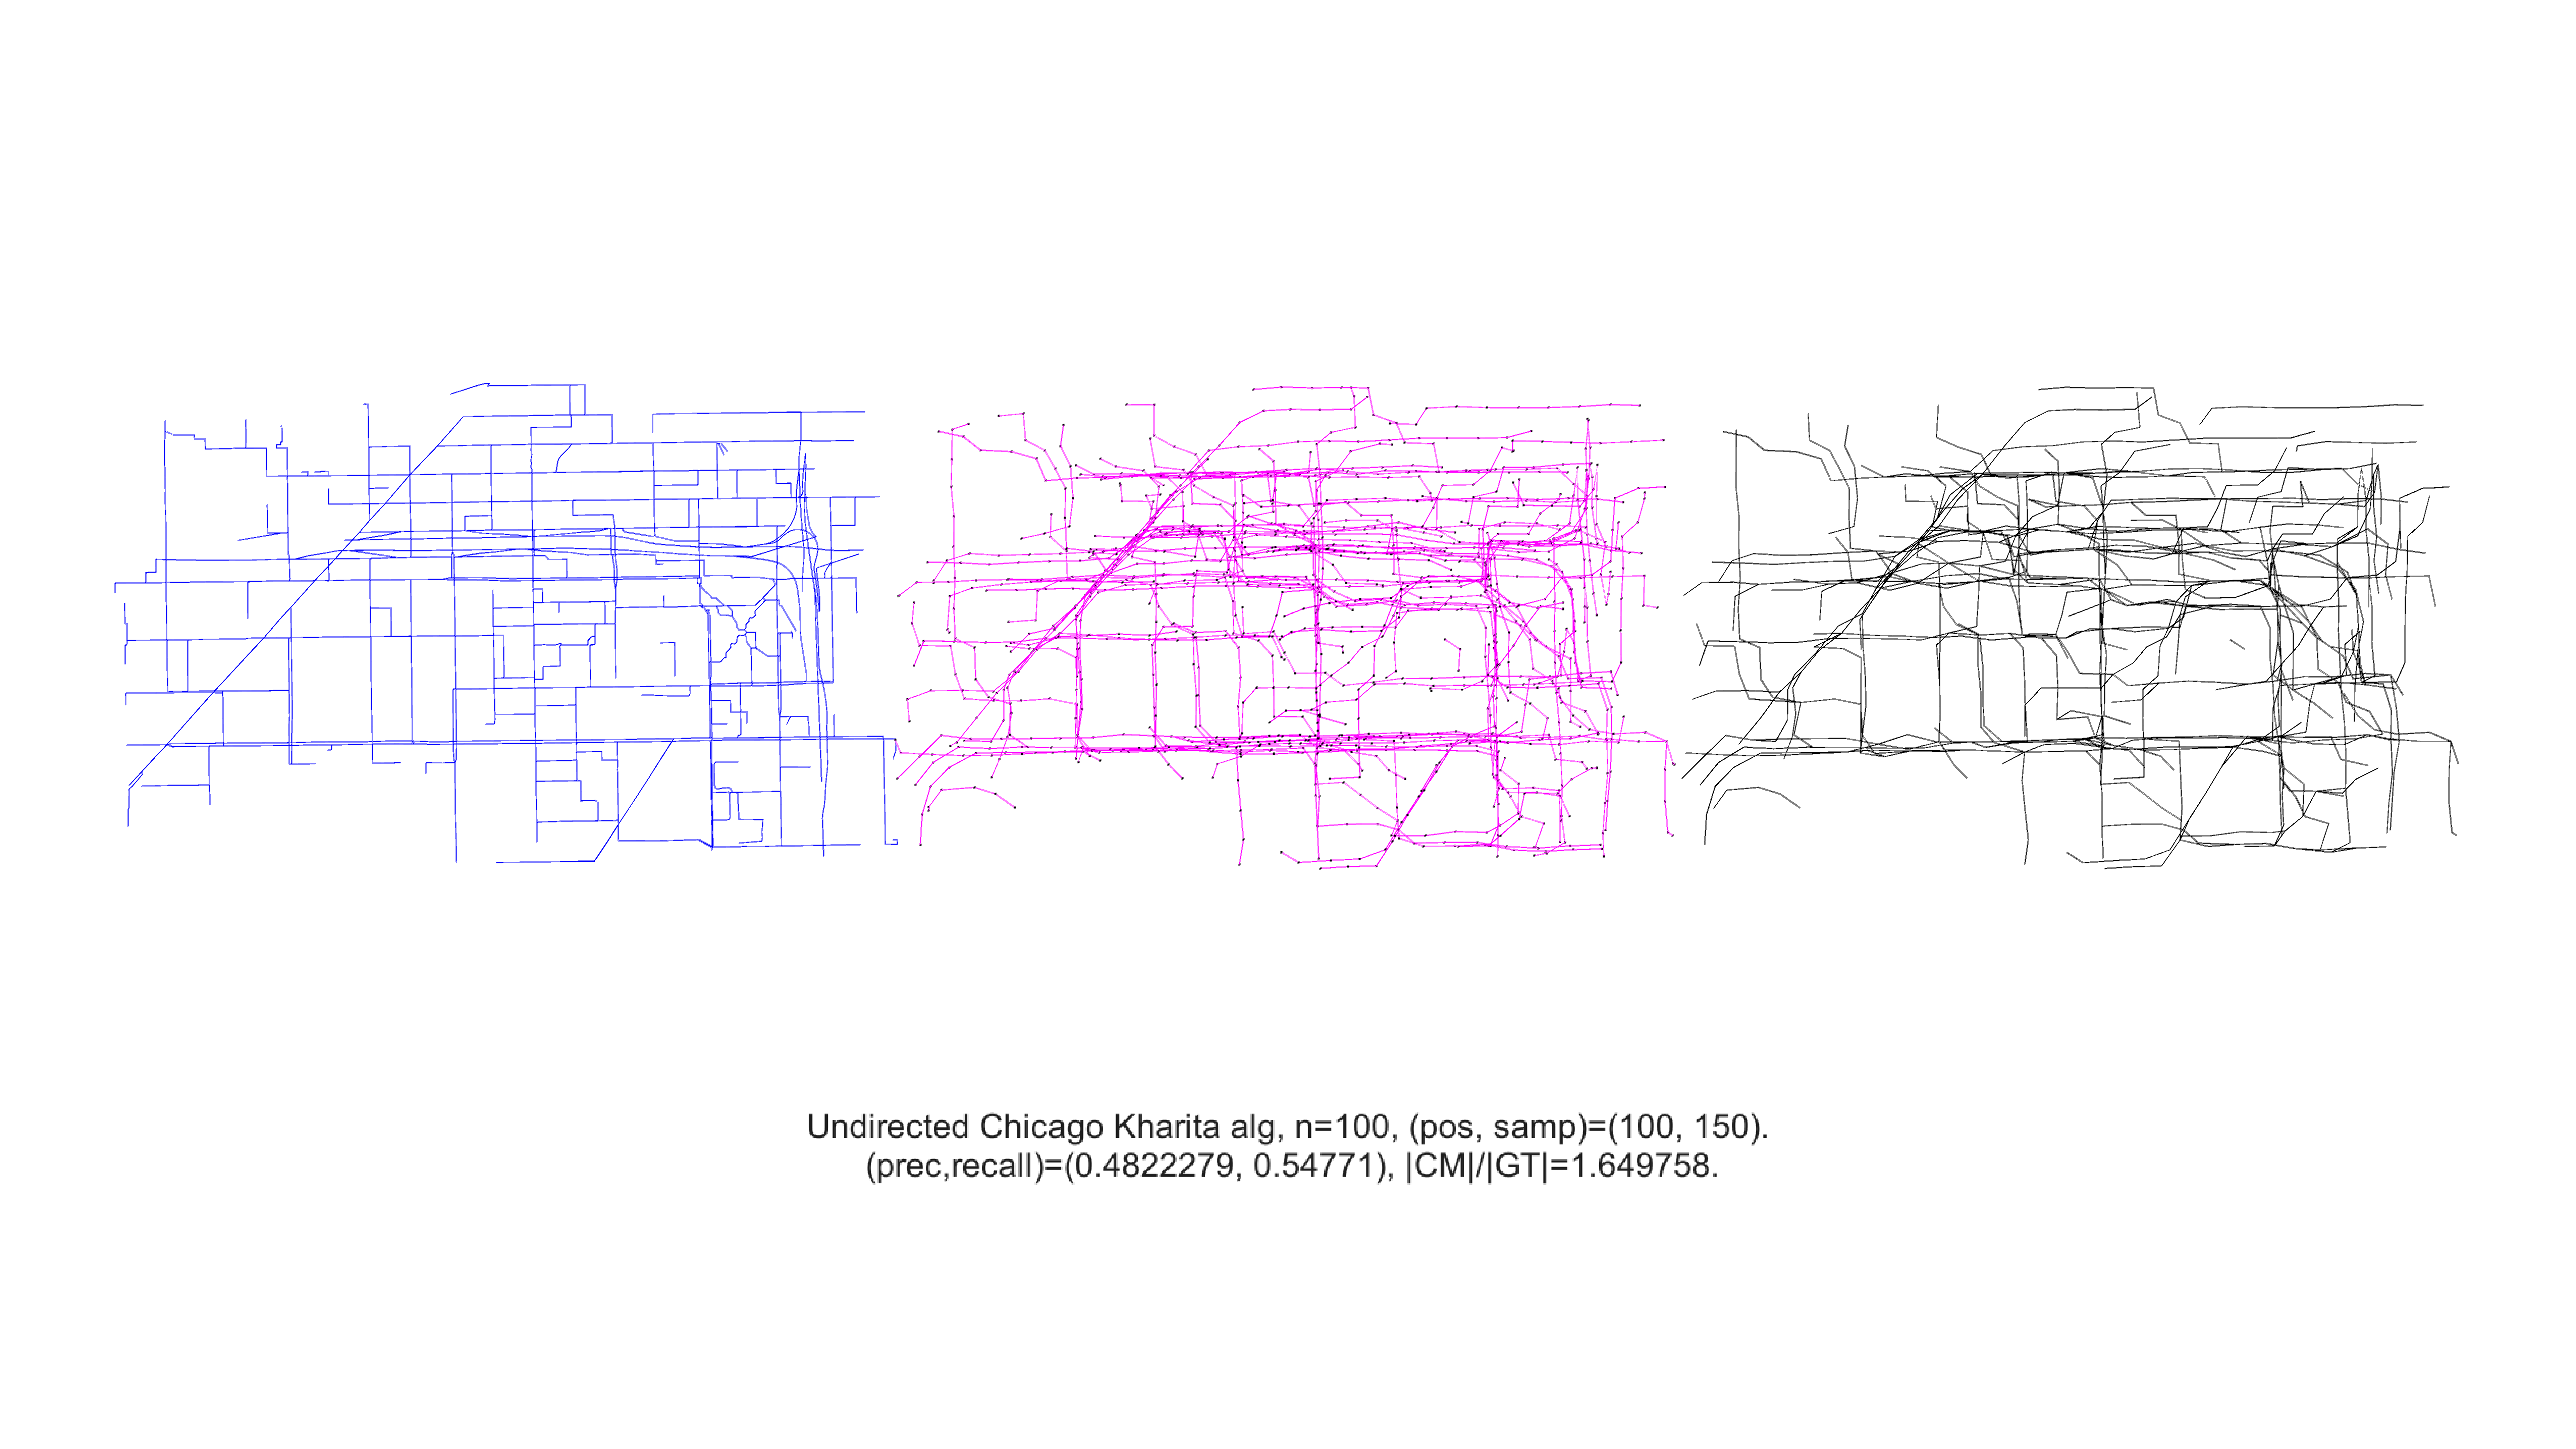 Undirected Chicago Kharita alg, n=100, (pos, samp)=(100, 150).
(prec,recall)=(0.4822279, 0.54771), |CM|/|GT|=1.649758.